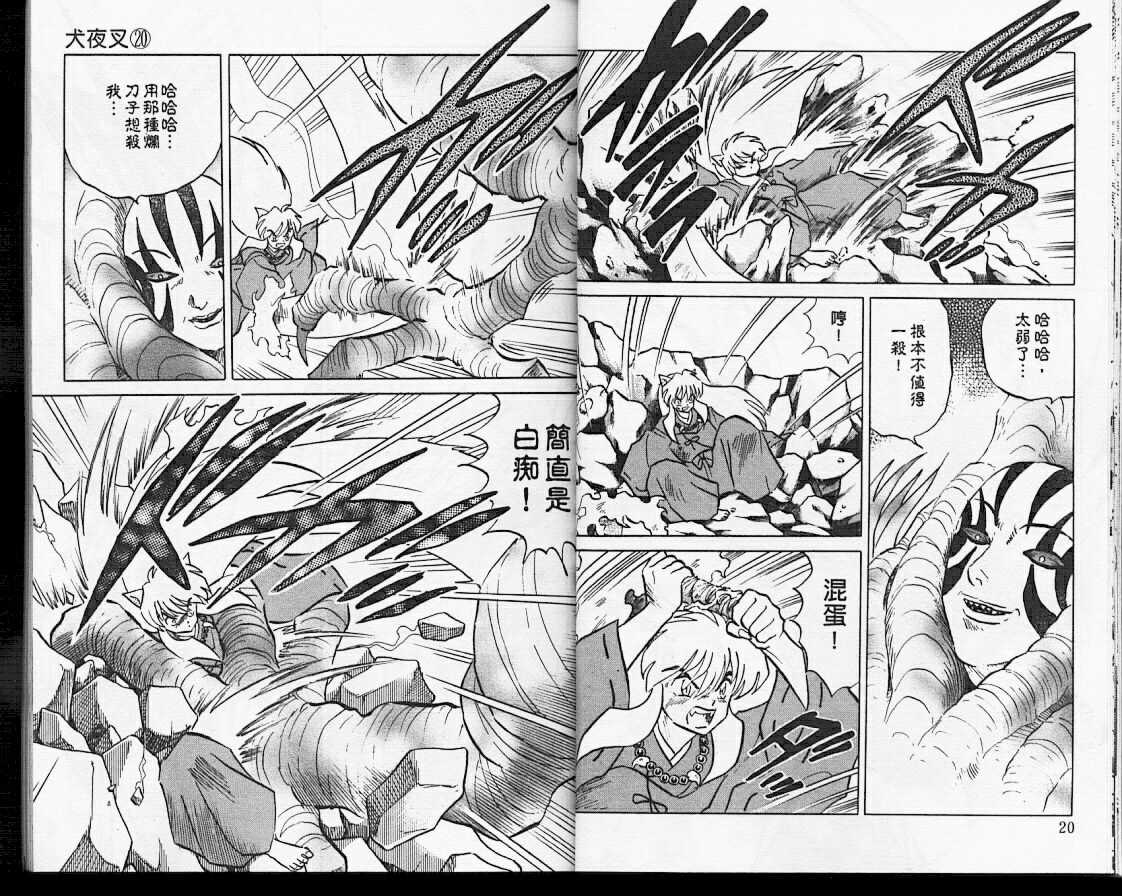 哈哈哈，
太弱了…
根本不值得
一殺！
哼！
混蛋！
20
犬夜叉⑳
哈哈哈…
用那種爛
刀子想殺
我…
簡直是
白痴！